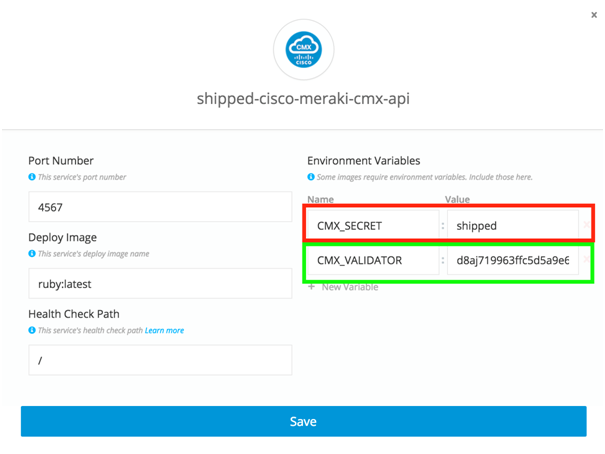 x
CMX
CISCO
shipped-cisco-meraki-cmx-api
Port Number
This service's port number
4567
Deploy Image
This service's deploy image name
ruby:latest
Health Check Path
This service's health check path Learn more
/
Environment Variables
Some images require environment variables. Include those here.
Name Value
CMX_SECRET : shipped
CMX_VALIDATOR : d8aj719963ffc5d5a9e6
+ New Variable
Save